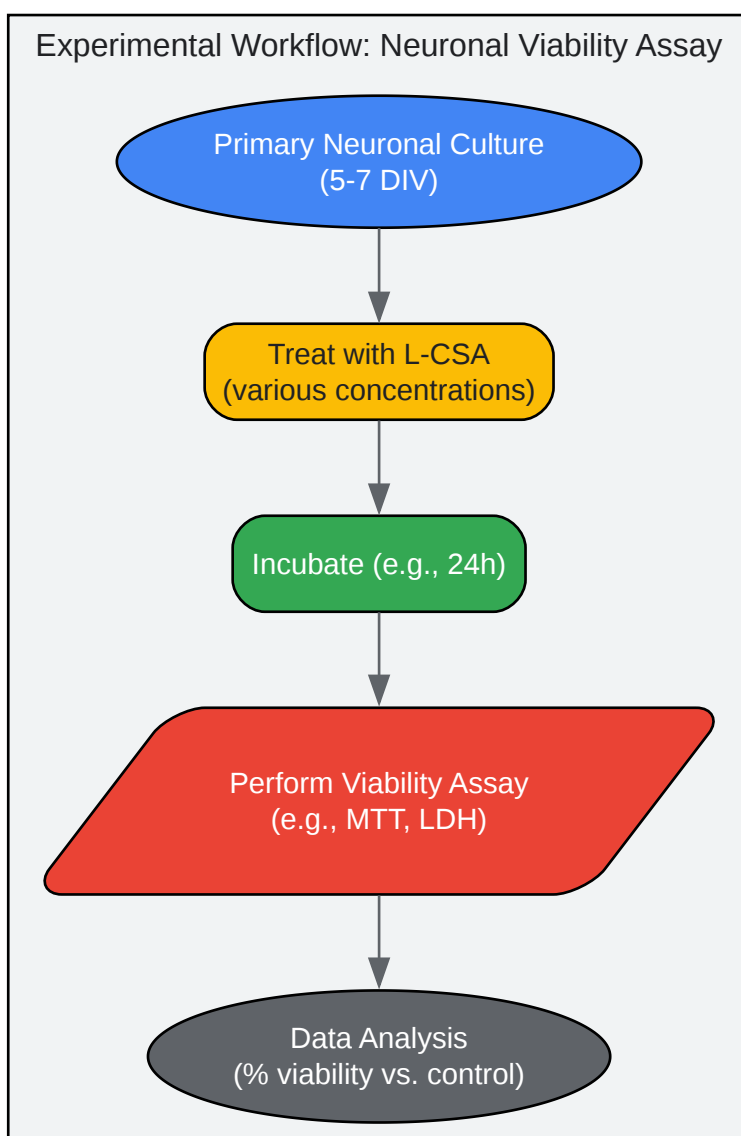 Experimental Workflow: Neuronal Viability Assay
Primary Neuronal Culture
(5-7 DIV)
Treat with L-CSA
(various concentrations)
Incubate (e.g., 24h)
Perform Viability Assay
(e.g., MTT, LDH)
Data Analysis
(% viability vs. control)